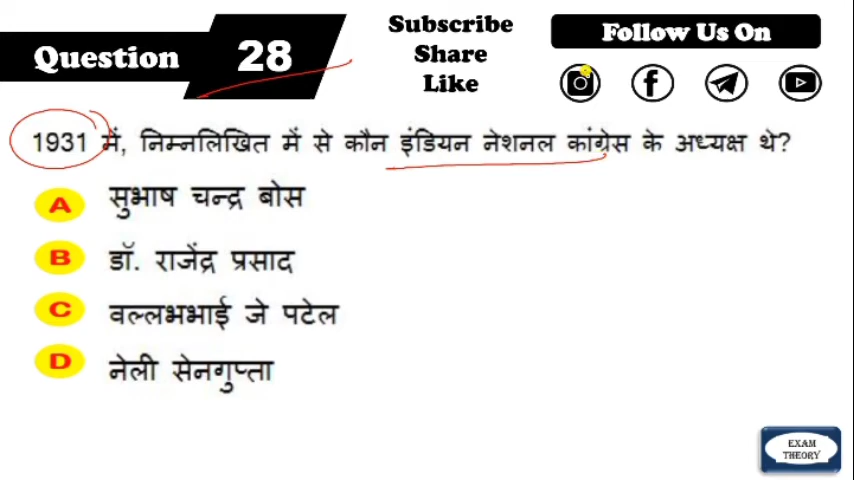 Question 28
Subscribe
Share
Like
Follow Us On
1931 में, निम्नलिखित में से कौन इंडियन नेशनल कांग्रेस के अध्यक्ष थे?
A सुभाष चन्द्र बोस
B डॉ. राजेंद्र प्रसाद
C वल्लभभाई जे पटेल
D नेली सेनगुप्ता
EXAM
THEORY